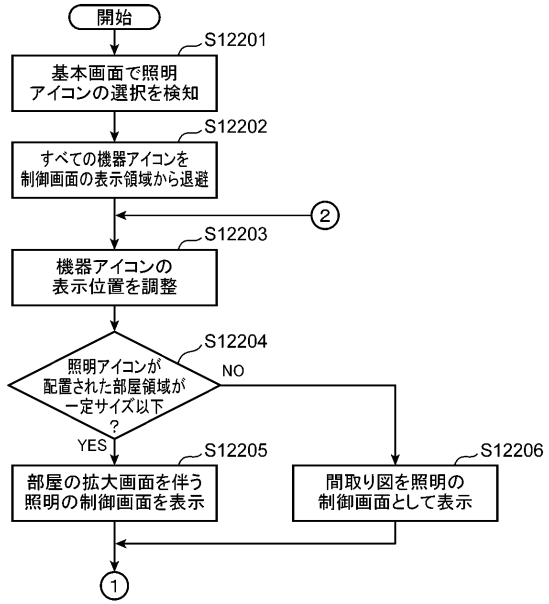 開始
S12201
基本画面で照明
アイコンの選択を検知
S12202
すべての機器アイコンを
制御画面の表示領域から退避
2
S12203
機器アイコンの
表示位置を調整
S12204
照明アイコンが
配置された部屋領域が
一定サイズ以下
?
NO
YES
S12205
部屋の拡大画面を伴う
照明の制御画面を表示
S12206
間取り図を照明の
制御画面として表示
1